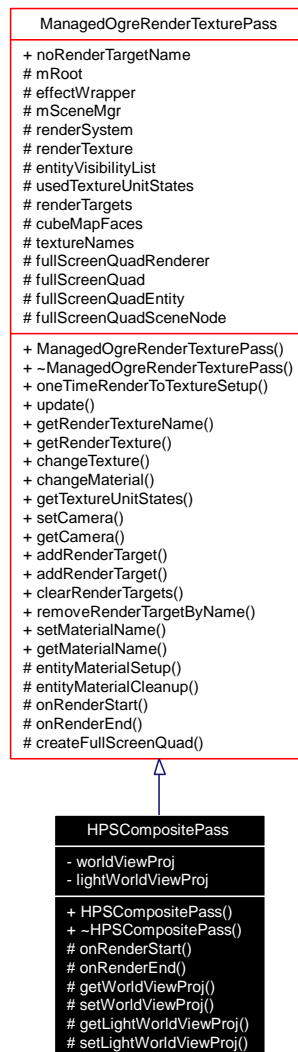 ManagedOgreRenderTexturePass
+ noRenderTargetName
# mRoot
# effectWrapper
# mSceneMgr
# renderSystem
# renderTexture
# entityVisibilityList
# usedTextureUnitStates
# renderTargets
# cubeMapFaces
# textureNames
# fullScreenQuadRenderer
# fullScreenQuad
# fullScreenQuadEntity
# fullScreenQuadSceneNode
+ ManagedOgreRenderTexturePass()
+ ~ManagedOgreRenderTexturePass()
+ oneTimeRenderToTextureSetup()
+ update()
+ getRenderTextureName()
+ getRenderTexture()
+ changeTexture()
+ changeMaterial()
+ getTextureUnitStates()
+ setCamera()
+ getCamera()
+ addRenderTarget()
+ addRenderTarget()
+ clearRenderTargets()
+ removeRenderTargetByName()
+ setMaterialName()
+ getMaterialName()
# entityMaterialSetup()
# entityMaterialCleanup()
# onRenderStart()
# onRenderEnd()
# createFullScreenQuad()
HPSCompositePass
- worldViewProj
- lightWorldViewProj
+ HPSCompositePass()
+ ~HPSCompositePass()
# onRenderStart()
# onRenderEnd()
# getWorldViewProj()
# setWorldViewProj()
# getLightWorldViewProj()
# setLightWorldViewProj()